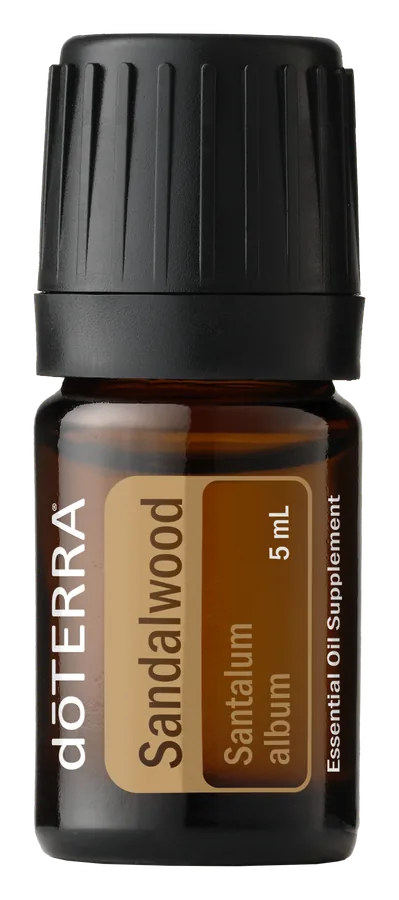 dōTERRA®
Sandalwood
Santalum
album
5 mL
Essential Oil Supplement